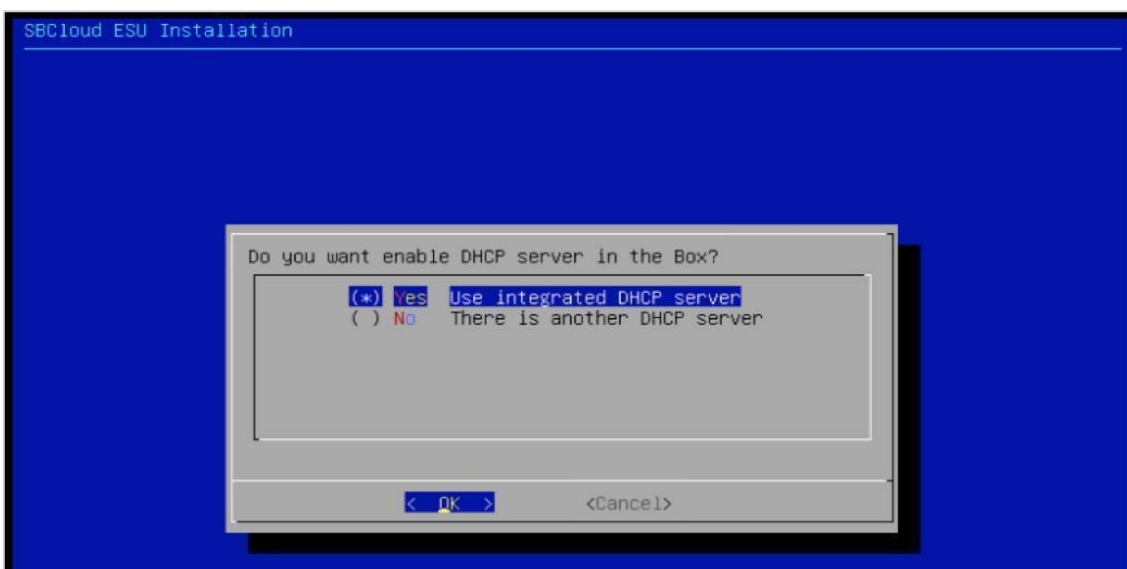 SBCloud ESU Installation
Do you want enable DHCP server in the Box?
(*) Yes Use integrated DHCP server
( ) No There is another DHCP server
< OK > <Cancel>